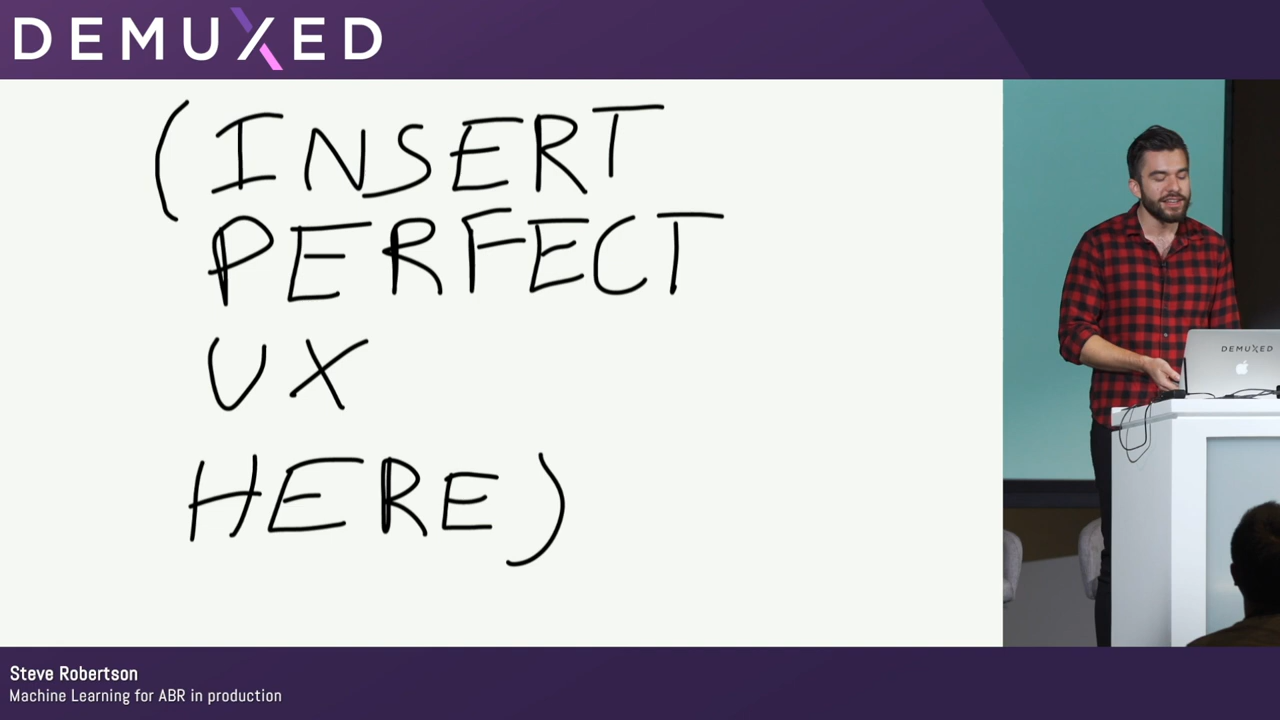 DEMUXED
(INSERT
PERFECT
UX
HERE)
DEMUXED
Steve Robertson
Machine Learning for ABR in production